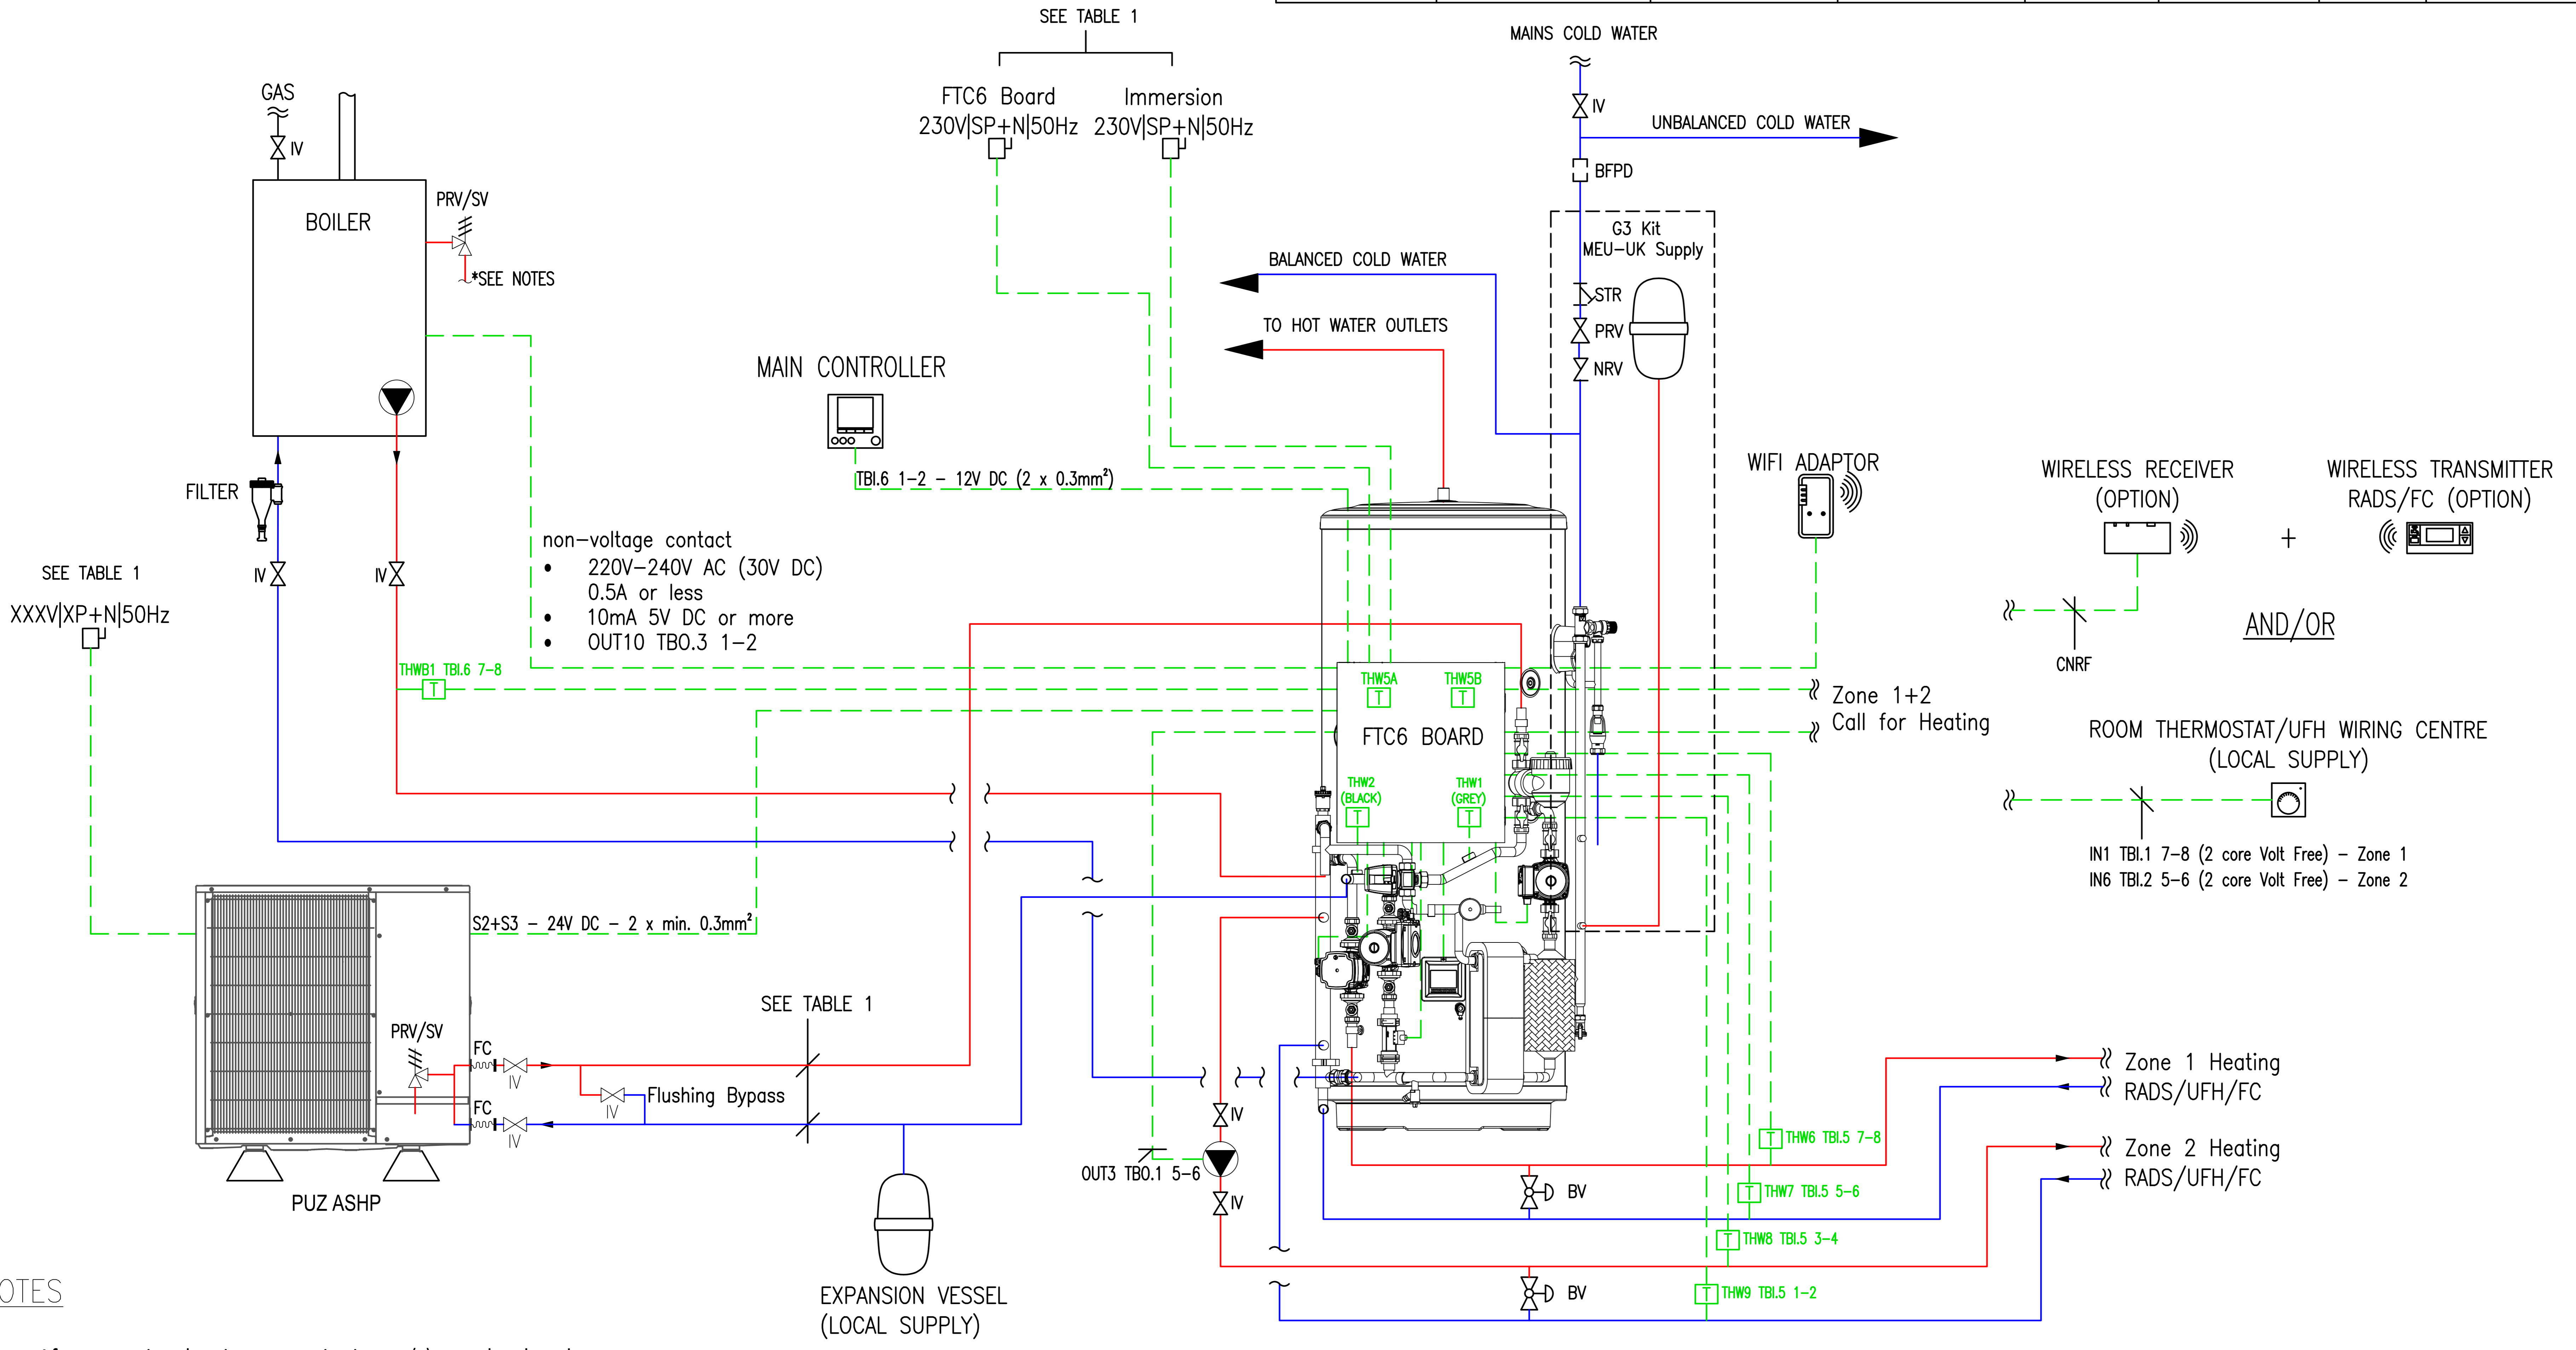 SEE TABLE 1
FTC6 Board
230V|SP+N|50Hz
Immersion
230V|SP+N|50Hz
MAINS COLD WATER
IV
UNBALANCED COLD WATER
BFPD
G3 Kit
MEU-UK Supply
STR
PRV
NRV
BALANCED COLD WATER
TO HOT WATER OUTLETS
GAS
IV
BOILER
PRV/SV
*SEE NOTES
MAIN CONTROLLER
TBI.6 1-2 - 12V DC (2 x 0.3mm²)
FILTER
IV
IV
non-voltage contact
• 220V-240V AC (30V DC)
0.5A or less
• 10mA 5V DC or more
• OUT10 TBO.3 1-2
SEE TABLE 1
XXXV|XP+N|50Hz
THWB1 TBI.6 7-8
T
WIFI ADAPTOR
WIRELESS RECEIVER
(OPTION)
+
WIRELESS TRANSMITTER
RADS/FC (OPTION)
CNRF
AND/OR
Zone 1+2
Call for Heating
ROOM THERMOSTAT/UFH WIRING CENTRE
(LOCAL SUPPLY)
IN1 TBI.1 7-8 (2 core Volt Free) - Zone 1
IN6 TBI.2 5-6 (2 core Volt Free) - Zone 2
THW5A
T
THW5B
T
FTC6 BOARD
THW2
(BLACK)
T
THW1
(GREY)
T
S2+S3 - 24V DC - 2 x min. 0.3mm²
SEE TABLE 1
PRV/SV
FC
IV
FC
IV
IV
Flushing Bypass
PUZ ASHP
EXPANSION VESSEL
(LOCAL SUPPLY)
IV
OUT3 TBO.1 5-6
IV
BV
BV
T
THW6 TBI.5 7-8
T
THW7 TBI.5 5-6
T
THW8 TBI.5 3-4
T
THW9 TBI.5 1-2
Zone 1 Heating
RADS/UFH/FC
Zone 2 Heating
RADS/UFH/FC
OTES